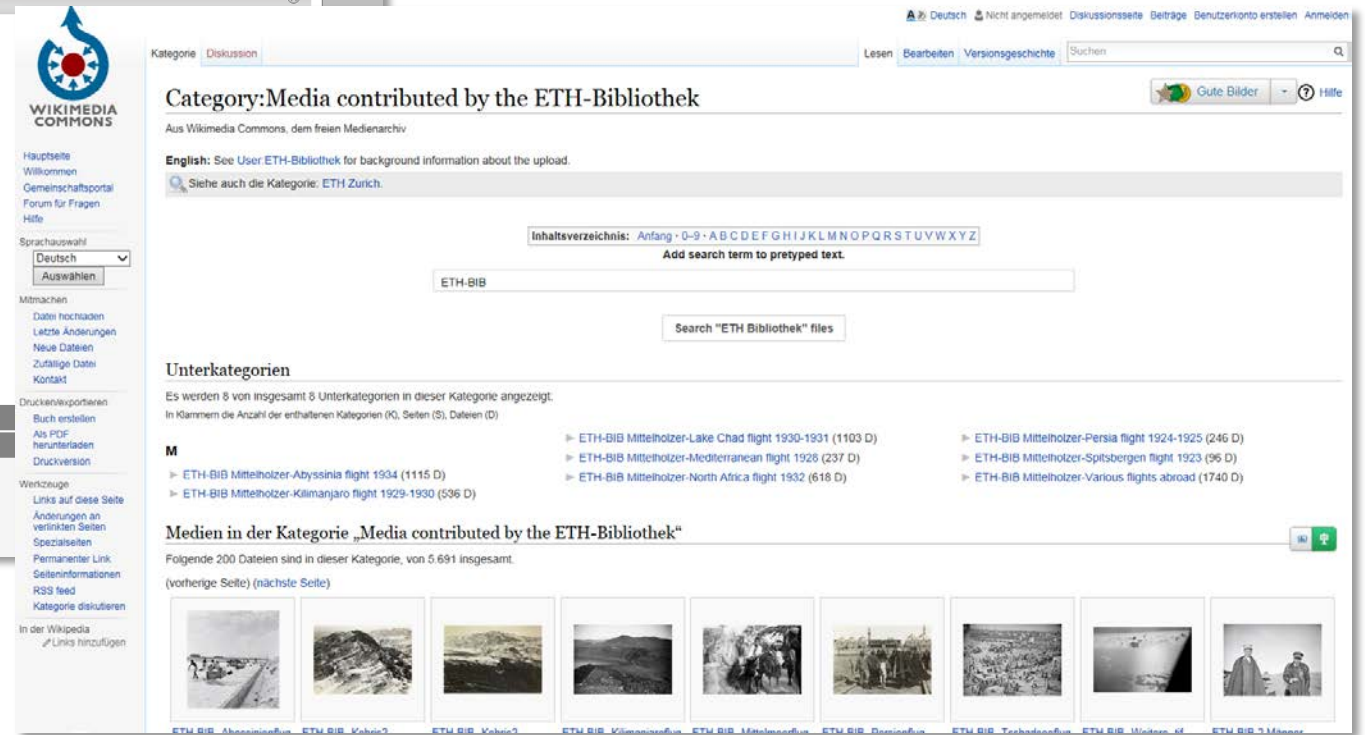 Deutsch Nicht angemeldet Diskussionsseite Beiträge Benutzerkonto erstellen Anmelden
Kategorie Diskussion
Lesen Bearbeiten Versionsgeschichte Suchen
WIKIMEDIA
COMMONS
Category:Media contributed by the ETH-Bibliothek
Gute Bilder
Hilfe
Aus Wikimedia Commons, dem freien Medienarchiv
English: See User:ETH-Bibliothek for background information about the upload.
Siehe auch die Kategorie: ETH Zurich.
Inhaltsverzeichnis: Anfang · 0–9 · A B C D E F G H I J K L M N O P Q R S T U V W X Y Z
Add search term to pretyped text.
ETH-BIB
Search "ETH Bibliothek" files
Hauptseite
Willkommen
Gemeinschaftsportal
Forum für Fragen
Hilfe
Sprachauswahl
Deutsch
Auswählen
Mitmachen
Datei hochladen
Letzte Änderungen
Neue Dateien
Zufällige Datei
Kontakt
Drucken/exportieren
Buch erstellen
Als PDF
herunterladen
Druckversion
Werkzeuge
Links auf diese Seite
Änderungen an
verlinkten Seiten
Spezialseiten
Permanenter Link
Seiteninformationen
RSS feed
Kategorie diskutieren
In der Wikipedia
Links hinzufügen
Unterkategorien
Es werden 8 von insgesamt 8 Unterkategorien in dieser Kategorie angezeigt.
In Klammern die Anzahl der enthaltenen Kategorien (K), Seiten (S), Dateien (D)
M
ETH-BIB Mittelholzer-Abyssinia flight 1934 (1115 D)
ETH-BIB Mittelholzer-Kilimanjaro flight 1929-1930 (536 D)
ETH-BIB Mittelholzer-Lake Chad flight 1930-1931 (1103 D)
ETH-BIB Mittelholzer-Mediterranean flight 1928 (237 D)
ETH-BIB Mittelholzer-North Africa flight 1932 (618 D)
ETH-BIB Mittelholzer-Persia flight 1924-1925 (246 D)
ETH-BIB Mittelholzer-Spitsbergen flight 1923 (96 D)
ETH-BIB Mittelholzer-Various flights abroad (1740 D)
Medien in der Kategorie „Media contributed by the ETH-Bibliothek“
Folgende 200 Dateien sind in dieser Kategorie, von 5.691 insgesamt.
(vorherige Seite) (nächste Seite)